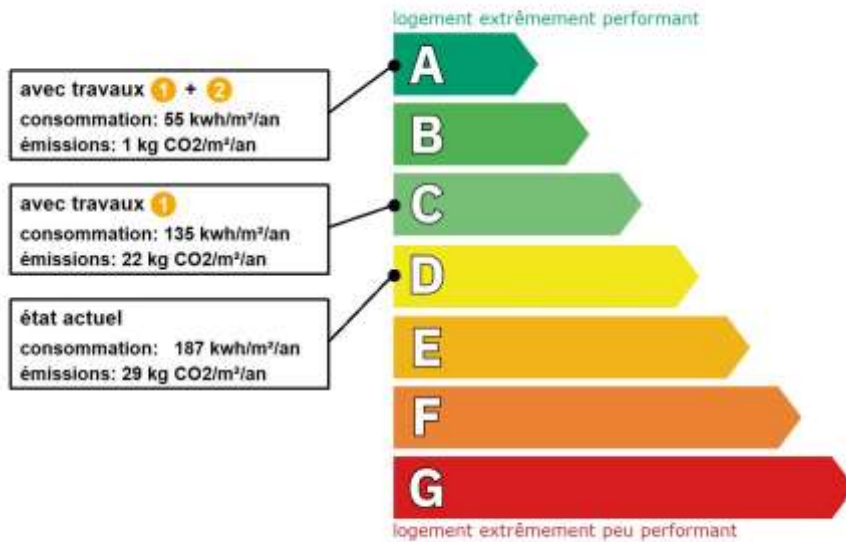 logement extrêmement performant
A
avec travaux 1 + 2
consommation: 55 kwh/m²/an
émissions: 1 kg CO2/m²/an
B
avec travaux 1
consommation: 135 kwh/m²/an
émissions: 22 kg CO2/m²/an
C
D
état actuel
consommation: 187 kwh/m²/an
émissions: 29 kg CO2/m²/an
E
F
G
logement extrêmement peu performant